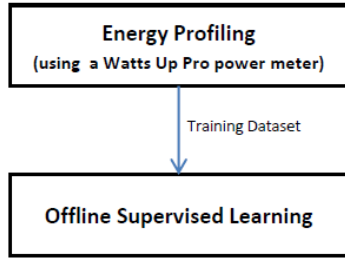 Energy Profiling
(using a Watts Up Pro power meter)
Training Dataset
Offline Supervised Learning